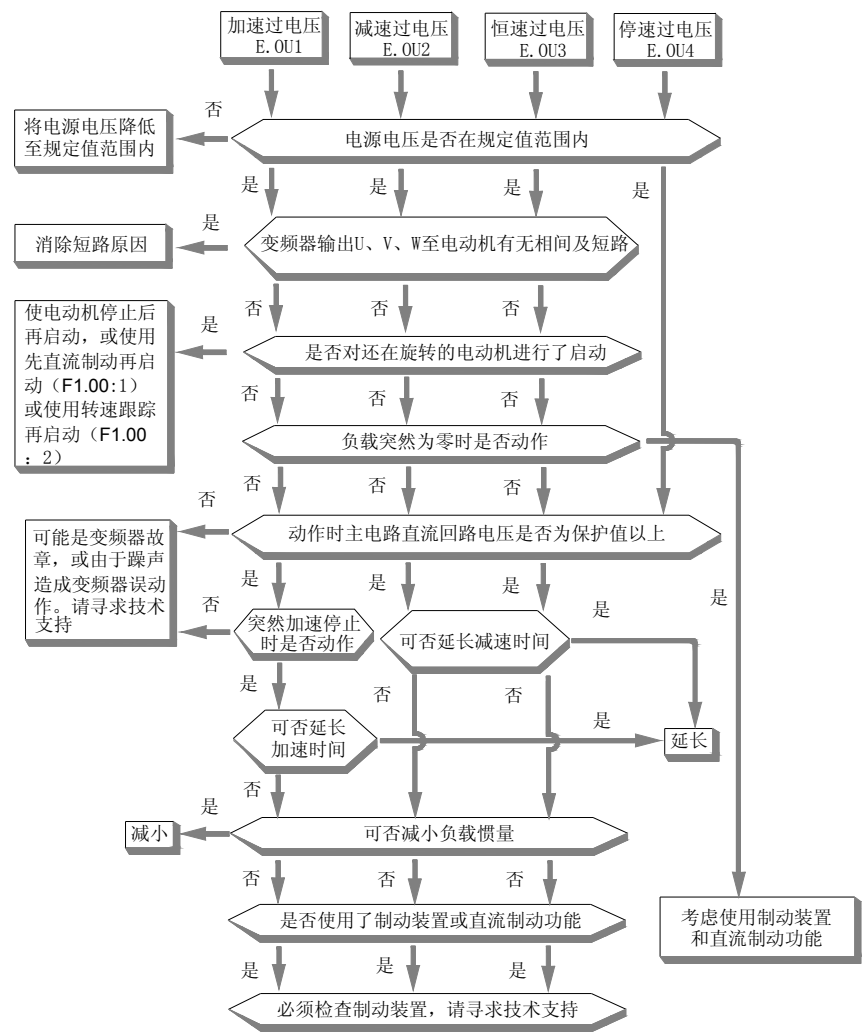 加速过电压
E.OU1
减速过电压
E.OU2
恒速过电压
E.OU3
停速过电压
E.OU4
否
将电源电压降低
至规定值范围内
电源电压是否在规定值范围内
是
是
是
是
是
消除短路原因
变频器输出U、V、W至电动机有无相间及短路
否
否
否
使电动机停止后
再启动，或使用
先直流制动再启
动（F1.00:1）
或使用转速跟踪
再启动（F1.00
：2）
是
是否对还在旋转的电动机进行了启动
否
否
否
负载突然为零时是否动作
否
否
否
否
动作时主电路直流回路电压是否为保护值以上
可能是变频器故
章，或由于躁声
造成变频器误动
作。请寻求技术
支持
是
是
是
是
是
否
突然加速停止
时是否动作
可否延长减速时间
是
否
否
可否延长
加速时间
是
延长
否
是
减小
可否减小负载惯量
否
否
否
是否使用了制动装置或直流制动功能
考虑使用制动装置
和直流制动功能
是
是
是
必须检查制动装置，请寻求技术支持